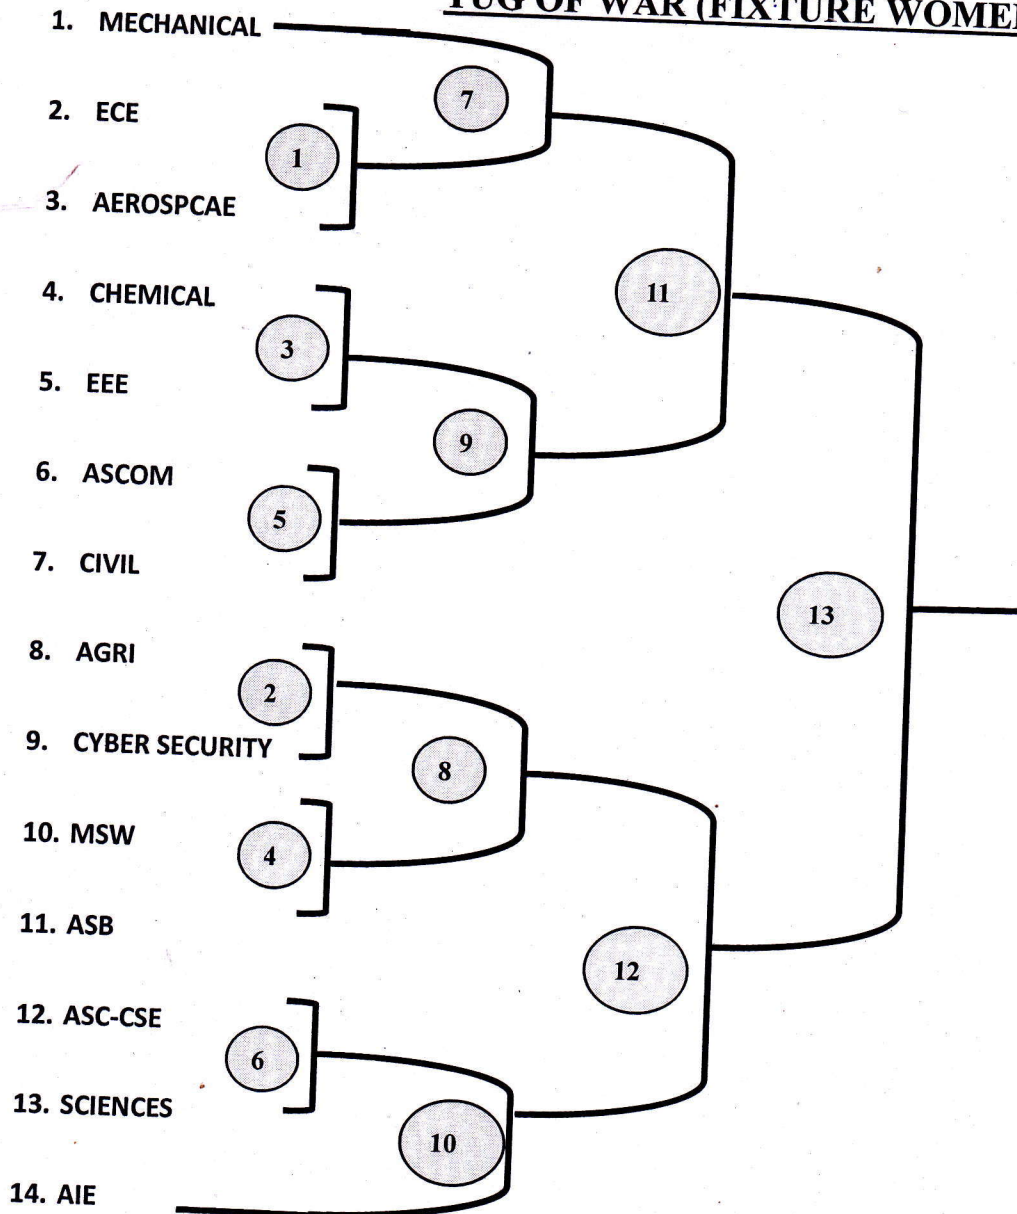 TUG OF WAR (FIXTURE WOMEN
1. MECHANICAL
7
2. ECE
1
3. AEROSPCAE
4. CHEMICAL
11
3
5. EEE
9
6. ASCOM
5
7. CIVIL
13
8. AGRI
2
9. CYBER SECURITY
8
10. MSW
4
11. ASB
12
12. ASC-CSE
6
13. SCIENCES
10
14. AIE